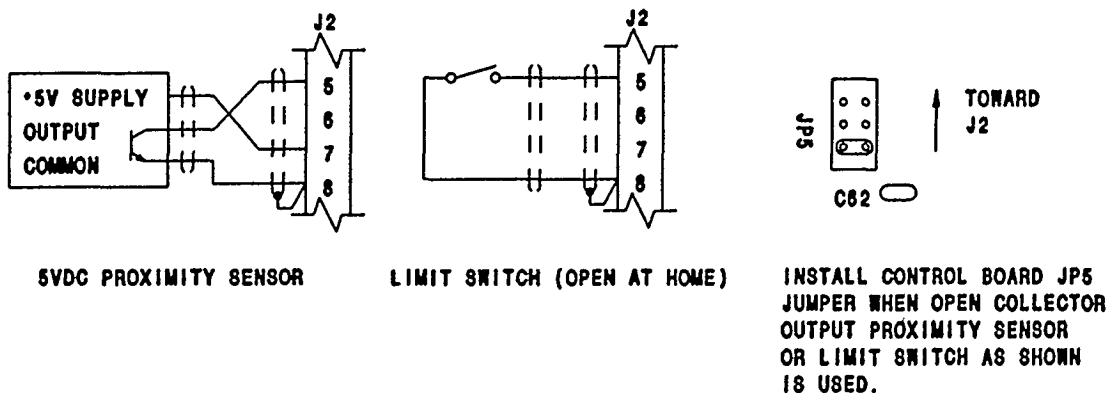 J2
+5V SUPPLY
OUTPUT
COMMON
5
6
7
8
5VDC PROXIMITY SENSOR
J2
5
6
7
8
LIMIT SWITCH (OPEN AT HOME)
JP5
TOWARD
J2
C62
INSTALL CONTROL BOARD JP5
JUMPER WHEN OPEN COLLECTOR
OUTPUT PROXIMITY SENSOR
OR LIMIT SWITCH AS SHOWN
IS USED.